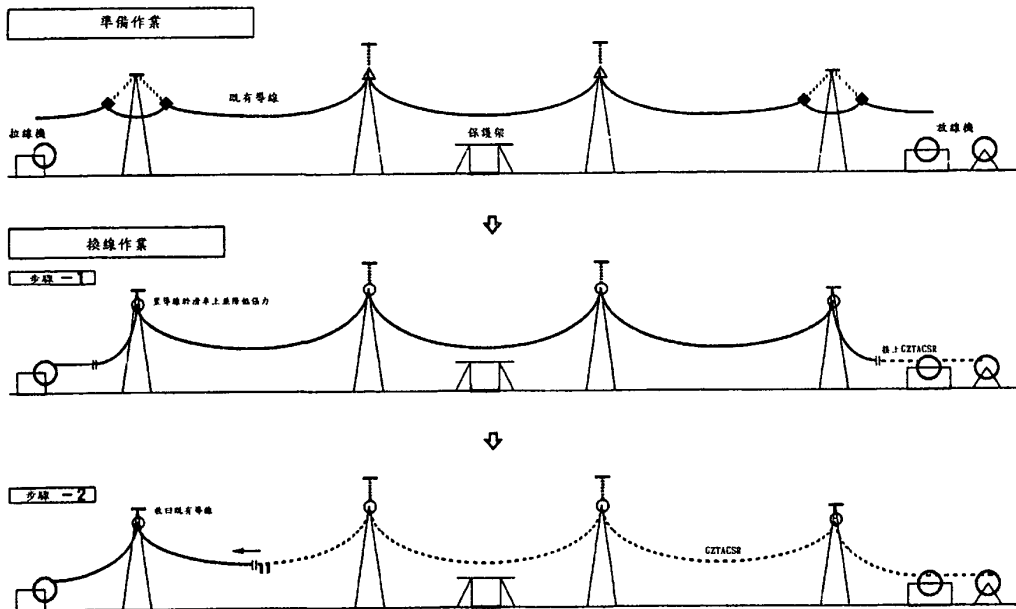 準備作業
既有導線
拉線機
保護架
放線機
換線作業
步驟 一1
置導線於滑車上並降低張力
接上GZTACSR
步驟 一2
收回既有導線
GZTACSR